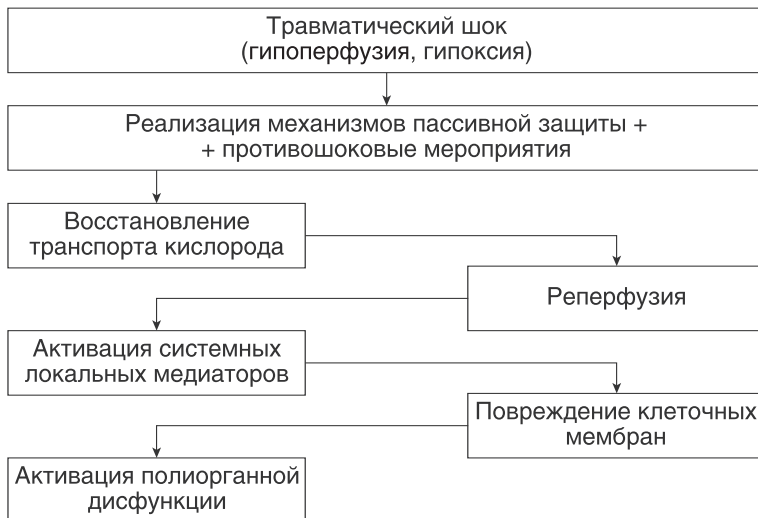 Травматический шок
(гипоперфузия, гипоксия)
Реализация механизмов пассивной защиты +
+ противошоковые мероприятия
Восстановление
транспорта кислорода
Реперфузия
Активация системных
локальных медиаторов
Повреждение клеточных
мембран
Активация полиорганной
дисфункции